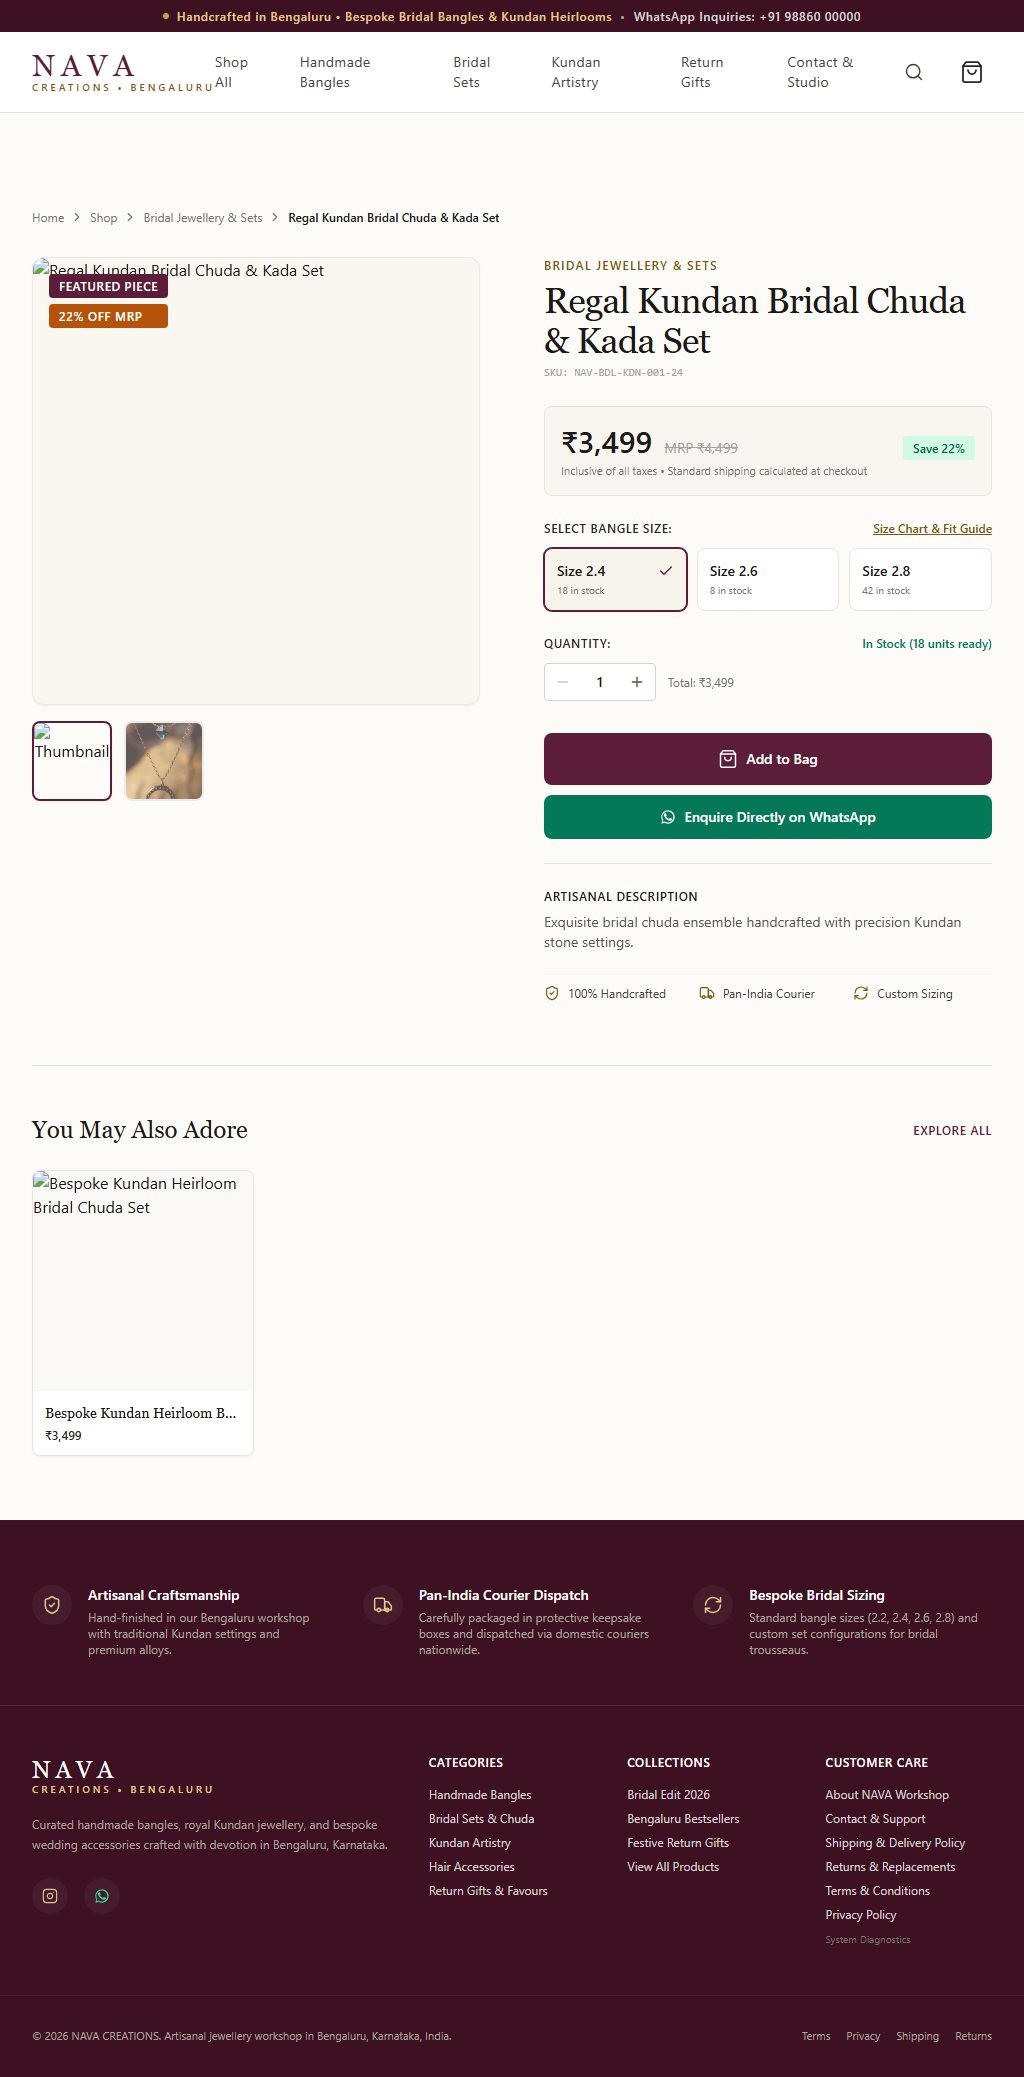 Handcrafted in Bengaluru • Bespoke Bridal Bangles & Kundan Heirlooms • WhatsApp Inquiries: +91 98860 00000
NAVA
CREATIONS • BENGALURU
Shop All
Handmade Bangles
Bridal Sets
Kundan Artistry
Return Gifts
Contact & Studio
Home > Shop > Bridal Jewellery & Sets > Regal Kundan Bridal Chuda & Kada Set
Regal Kundan Bridal Chuda & Kada Set
FEATURED PIECE
22% OFF MRP
Thumbnail
BRIDAL JEWELLERY & SETS
Regal Kundan Bridal Chuda
& Kada Set
SKU: NAV-BDL-KDN-001-24
₹3,499 MRP ₹4,499
Save 22%
Inclusive of all taxes • Standard shipping calculated at checkout
SELECT BANGLE SIZE:
Size Chart & Fit Guide
Size 2.4
18 in stock
Size 2.6
8 in stock
Size 2.8
42 in stock
QUANTITY:
In Stock (18 units ready)
1
Total: ₹3,499
Add to Bag
Enquire Directly on WhatsApp
ARTISANAL DESCRIPTION
Exquisite bridal chuda ensemble handcrafted with precision Kundan
stone settings.
100% Handcrafted
Pan-India Courier
Custom Sizing
You May Also Adore
EXPLORE ALL
Bespoke Kundan Heirloom
Bridal Chuda Set
Bespoke Kundan Heirloom B...
₹3,499
Artisanal Craftsmanship
Hand-finished in our Bengaluru workshop
with traditional Kundan settings and
premium alloys.
Pan-India Courier Dispatch
Carefully packaged in protective keepsake
boxes and dispatched via domestic couriers
nationwide.
Bespoke Bridal Sizing
Standard bangle sizes (2.2, 2.4, 2.6, 2.8) and
custom set configurations for bridal
trousseaus.
NAVA
CREATIONS • BENGALURU
Curated handmade bangles, royal Kundan jewellery, and bespoke
wedding accessories crafted with devotion in Bengaluru, Karnataka.
CATEGORIES
Handmade Bangles
Bridal Sets & Chuda
Kundan Artistry
Hair Accessories
Return Gifts & Favours
COLLECTIONS
Bridal Edit 2026
Bengaluru Bestsellers
Festive Return Gifts
View All Products
CUSTOMER CARE
About NAVA Workshop
Contact & Support
Shipping & Delivery Policy
Returns & Replacements
Terms & Conditions
Privacy Policy
System Diagnostics
© 2026 NAVA CREATIONS. Artisanal jewellery workshop in Bengaluru, Karnataka, India.
Terms
Privacy
Shipping
Returns